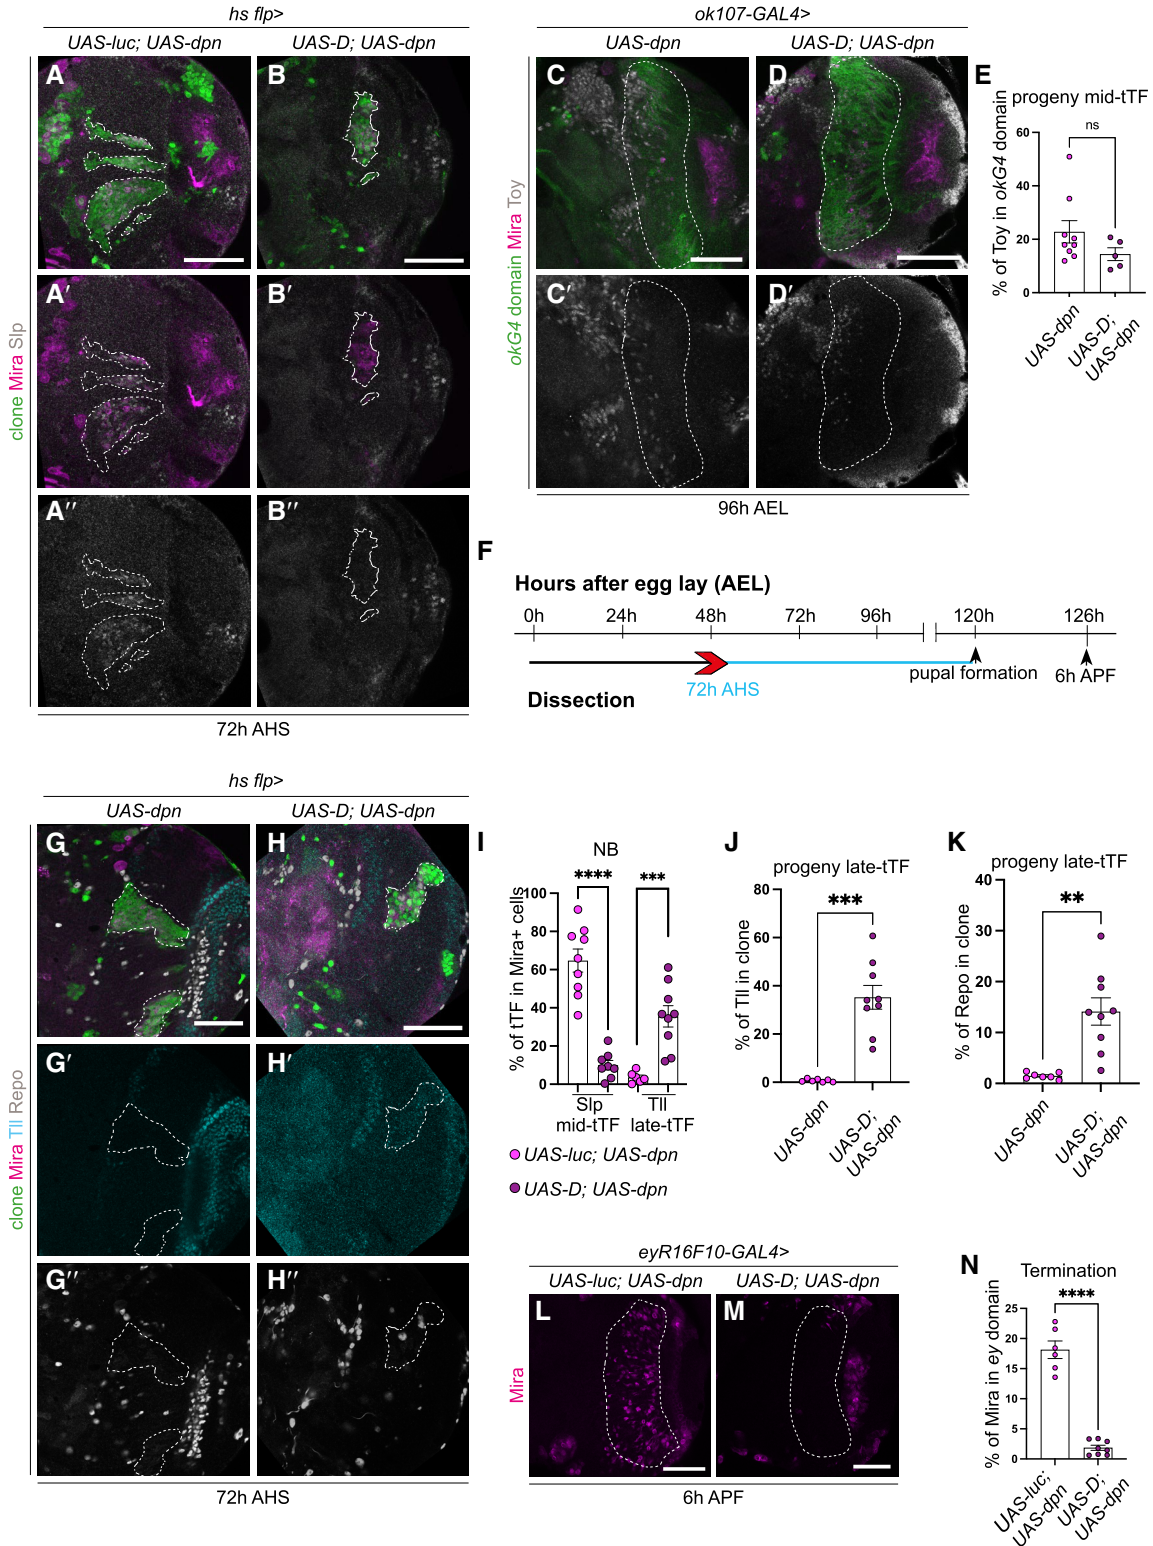 hs flp>
UAS-luc; UAS-dpn
UAS-D; UAS-dpn
A
B
A′
B′
A′′
B′′
clone Mira Slp
72h AHS
ok107-GAL4>
UAS-dpn
UAS-D; UAS-dpn
C
D
C′
D′
okG4 domain Mira Toy
96h AEL
E
progeny mid-tTF
ns
% of Toy in okG4 domain
60
40
20
0
UAS-dpn
UAS-D;
UAS-dpn
F
Hours after egg lay (AEL)
0h 24h 48h 72h 96h 120h 126h
72h AHS
pupal formation
6h APF
Dissection
hs flp>
UAS-dpn
UAS-D; UAS-dpn
G
H
G′
H′
G′′
H′′
clone Mira Tll Repo
72h AHS
I
NB
****
***
% of tTF in Mira+ cells
100
80
60
40
20
0
Slp
mid-tTF
Tll
late-tTF
UAS-luc; UAS-dpn
UAS-D; UAS-dpn
J
progeny late-tTF
***
% of Tll in clone
80
60
40
20
0
UAS-dpn
UAS-D;
UAS-dpn
K
progeny late-tTF
**
% of Repo in clone
40
30
20
10
0
UAS-dpn
UAS-D;
UAS-dpn
eyR16F10-GAL4>
UAS-luc; UAS-dpn
UAS-D; UAS-dpn
L
M
Mira
6h APF
N
Termination
****
% of Mira in ey domain
25
20
15
10
5
0
UAS-luc;
UAS-dpn
UAS-D;
UAS-dpn